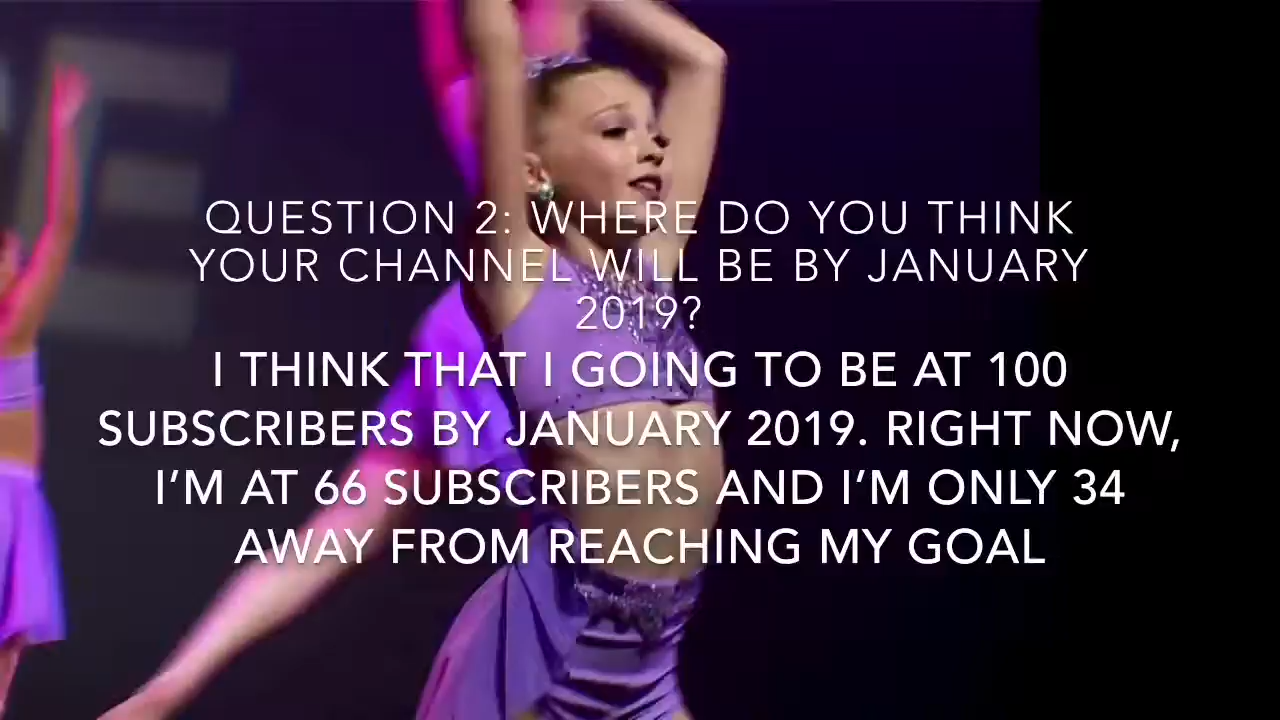 QUESTION 2: WHERE DO YOU THINK
YOUR CHANNEL WILL BE BY JANUARY
2019?
I THINK THAT I GOING TO BE AT 100
SUBSCRIBERS BY JANUARY 2019. RIGHT NOW,
I’M AT 66 SUBSCRIBERS AND I’M ONLY 34
AWAY FROM REACHING MY GOAL